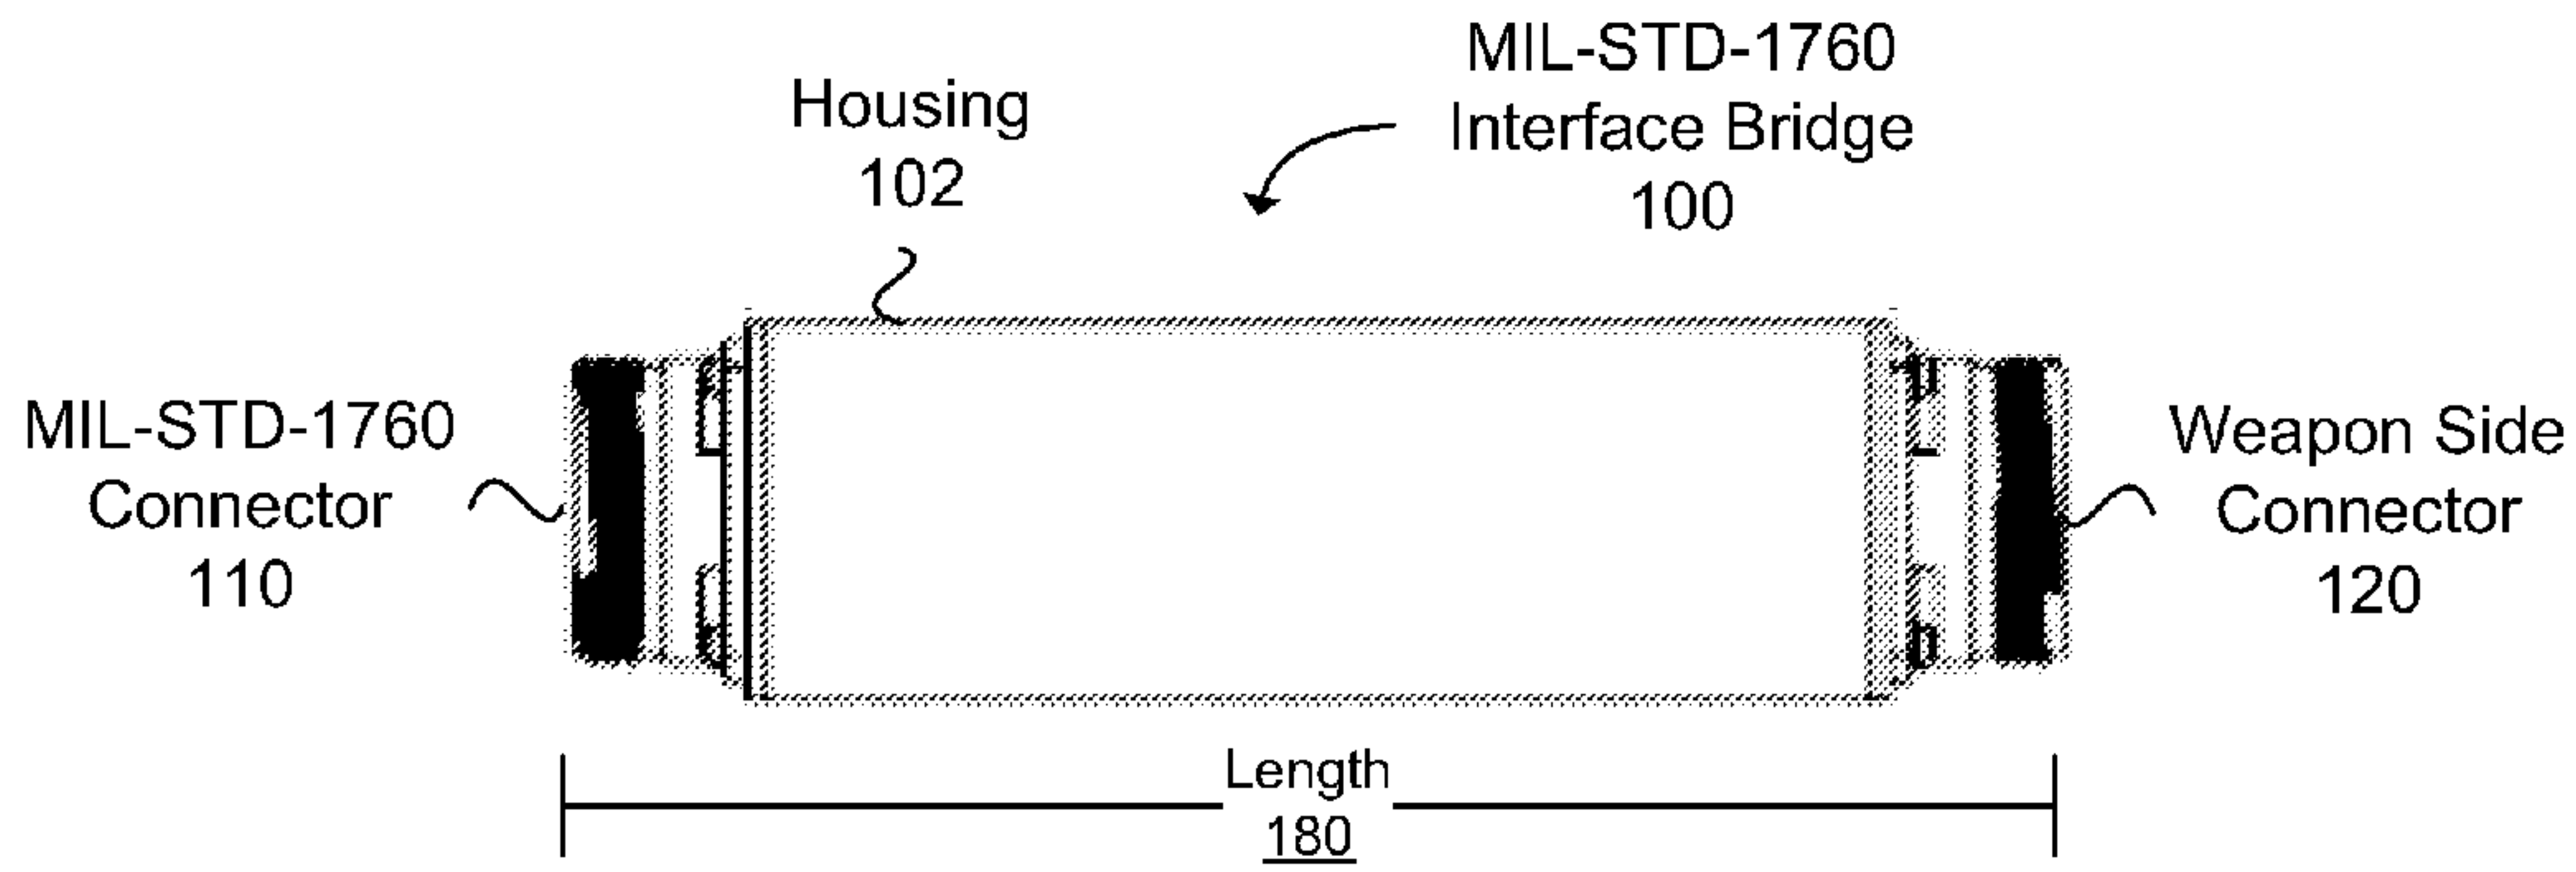 MIL-STD-1760
Interface Bridge
100
Housing
102
MIL-STD-1760
Connector
110
Weapon Side
Connector
120
Length
180